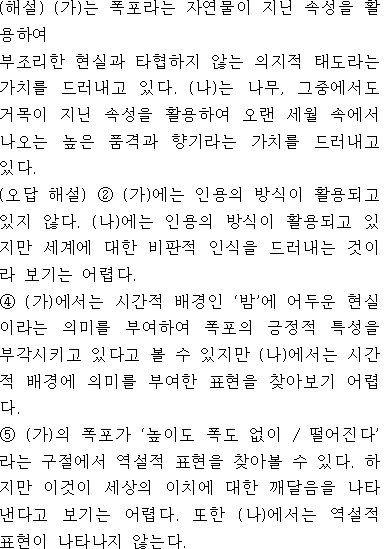 (해설) (가)는 폭포라는 자연물이 지닌 속성을 활
용하여
부조리한 현실과 타협하지 않는 의지적 태도라는
가치를 드러내고 있다. (나)는 나무, 그중에서도
거목이 지닌 속성을 활용하여 오랜 세월 속에서
나오는 높은 품격과 향기라는 가치를 드러내고
있다.
(오답 해설) ② (가)에는 인용의 방식이 활용되고
있지 않다. (나)에는 인용의 방식이 활용되고 있
지만 세계에 대한 비판적 인식을 드러내는 것이
라 보기는 어렵다.
④ (가)에서는 시간적 배경인 ‘밤’에 어두운 현실
이라는 의미를 부여하여 폭포의 긍정적 특성을
부각시키고 있다고 볼 수 있지만 (나)에서는 시간
적 배경에 의미를 부여한 표현을 찾아보기 어렵
다.
⑤ (가)의 폭포가 ‘높이도 폭도 없이 / 떨어진다’
라는 구절에서 역설적 표현을 찾아볼 수 있다. 하
지만 이것이 세상의 이치에 대한 깨달음을 나타
낸다고 보기는 어렵다. 또한 (나)에서는 역설적
표현이 나타나지 않는다.